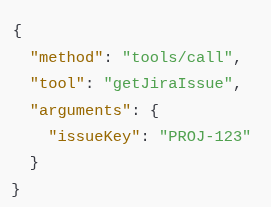 {
  "method": "tools/call",
  "tool": "getJiraIssue",
  "arguments": {
    "issueKey": "PROJ-123"
  }
}